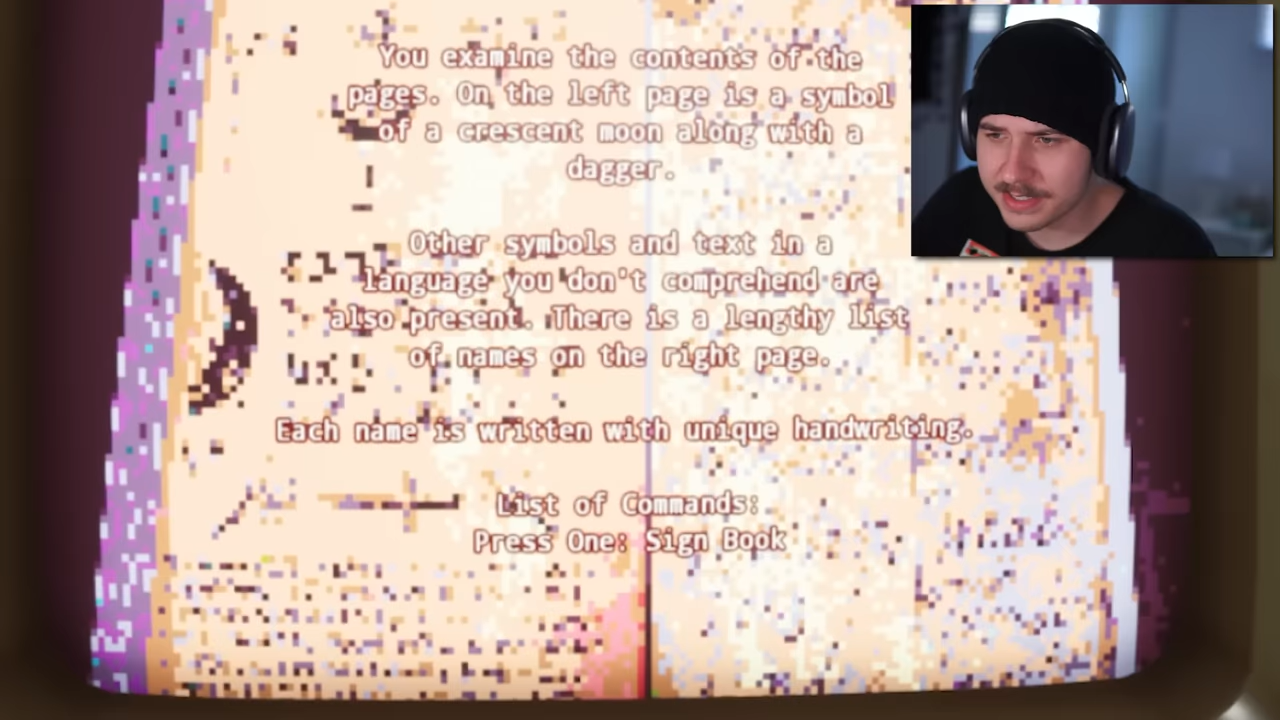 You examine the contents of the
pages. On the left page is a symbol
of a crescent moon along with a
dagger.
Other symbols and text in a
language you don't comprehend are
also present. There is a lengthy list
of names on the right page.
Each name is written with unique handwriting.
List of Commands:
Press One: Sign Book